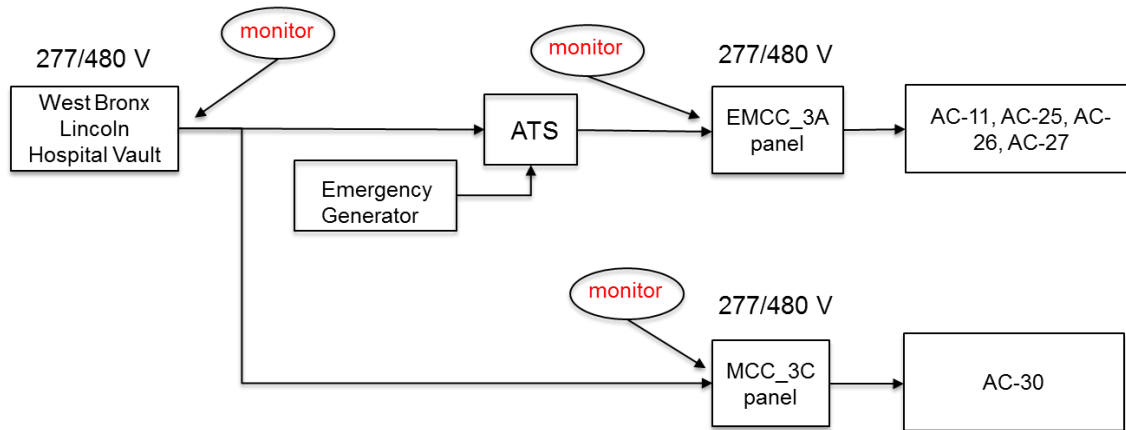 monitor
277/480 V
West Bronx
Lincoln
Hospital Vault
monitor
277/480 V
ATS
EMCC_3A
panel
AC-11, AC-25, AC-
26, AC-27
Emergency
Generator
monitor
277/480 V
MCC_3C
panel
AC-30